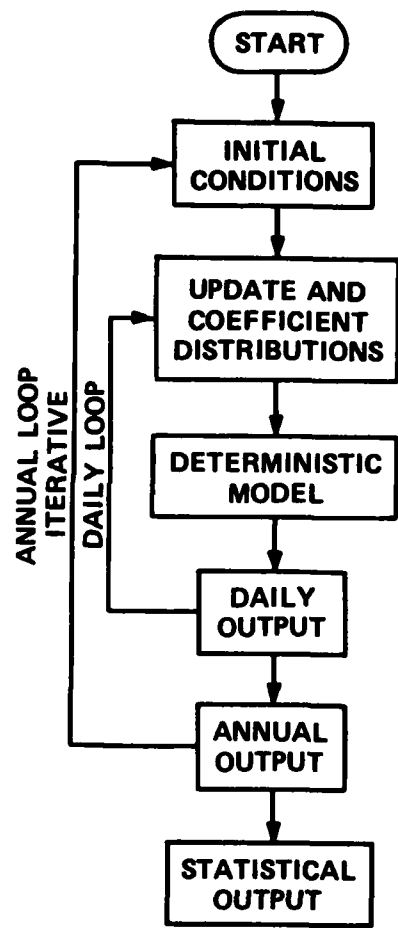 START
INITIAL
CONDITIONS
UPDATE AND
COEFFICIENT
DISTRIBUTIONS
ANNUAL LOOP
ITERATIVE
DAILY LOOP
DETERMINISTIC
MODEL
DAILY
OUTPUT
ANNUAL
OUTPUT
STATISTICAL
OUTPUT